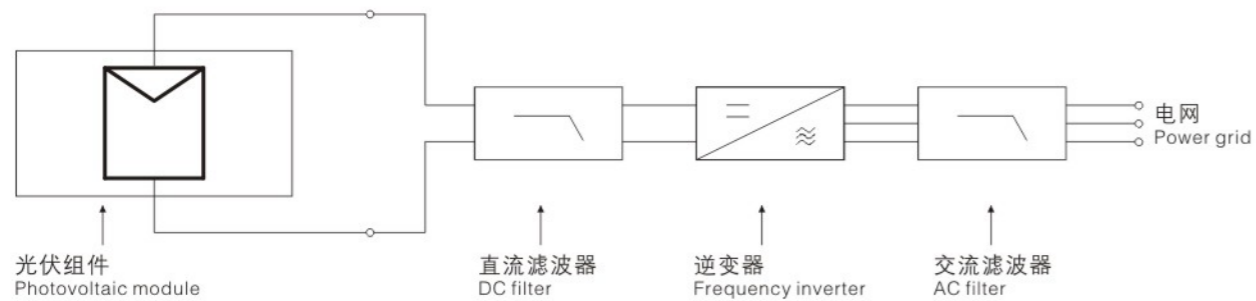 电网
Power grid
光伏组件
Photovoltaic module
直流滤波器
DC filter
逆变器
Frequency inverter
交流滤波器
AC filter